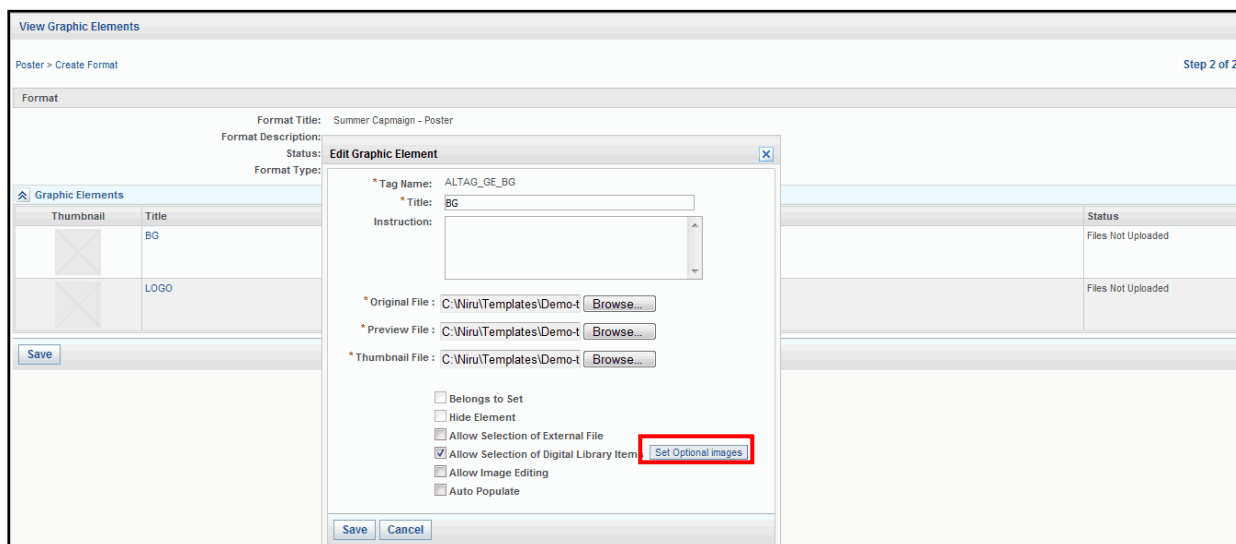 View Graphic Elements
Poster > Create Format
Step 2 of 2
Format
Format Title: Summer Capmaign - Poster
Format Description:
Status:
Format Type:
Graphic Elements
Thumbnail Title Status
BG Files Not Uploaded
LOGO Files Not Uploaded
Save
Edit Graphic Element
*Tag Name: ALTAG_GE_BG
*Title: BG
Instruction:
*Original File : C:\Niru\Templates\Demo-t Browse...
*Preview File : C:\Niru\Templates\Demo-t Browse...
*Thumbnail File : C:\Niru\Templates\Demo-t Browse...
Belongs to Set
Hide Element
Allow Selection of External File
Allow Selection of Digital Library Items Set Optional images
Allow Image Editing
Auto Populate
Save Cancel